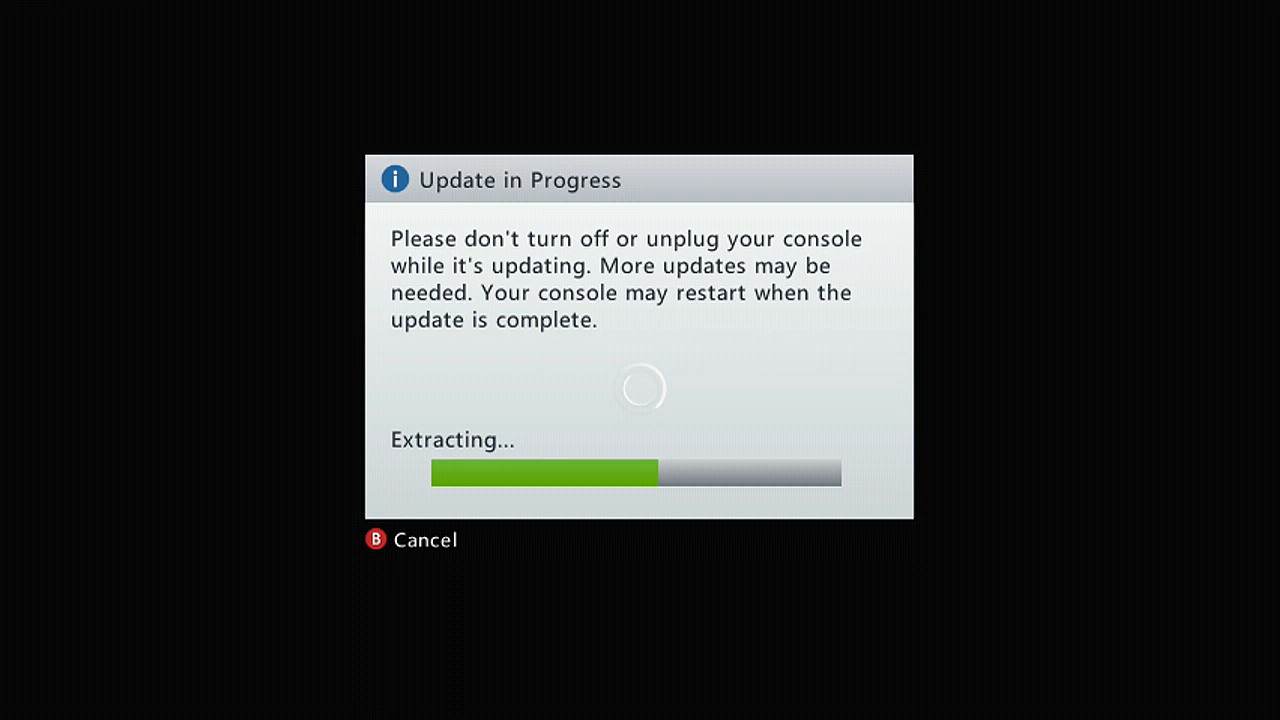 i Update in Progress
Please don't turn off or unplug your console
while it's updating. More updates may be
needed. Your console may restart when the
update is complete.
Extracting...
B Cancel